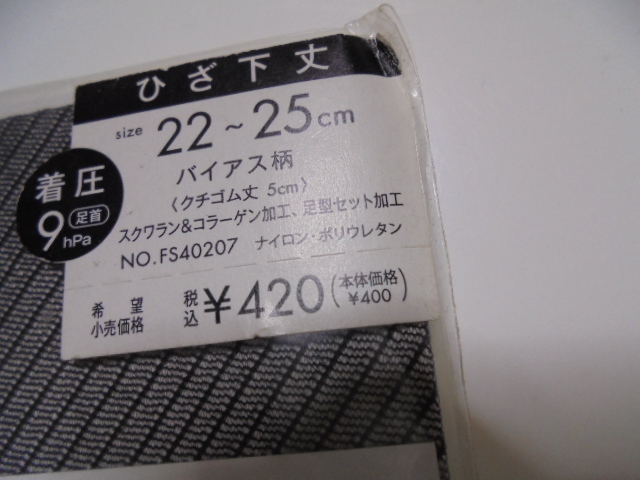 ひざ下丈
size 22～25cm
バイアス柄
〈クチゴム丈 5cm〉
スクワラン&コラーゲン加工、足型セット加工
NO.FS40207 ナイロン・ポリウレタン
希望小売価格 税込 ¥420(本体価格 ¥400)
着圧
9hPa 足首